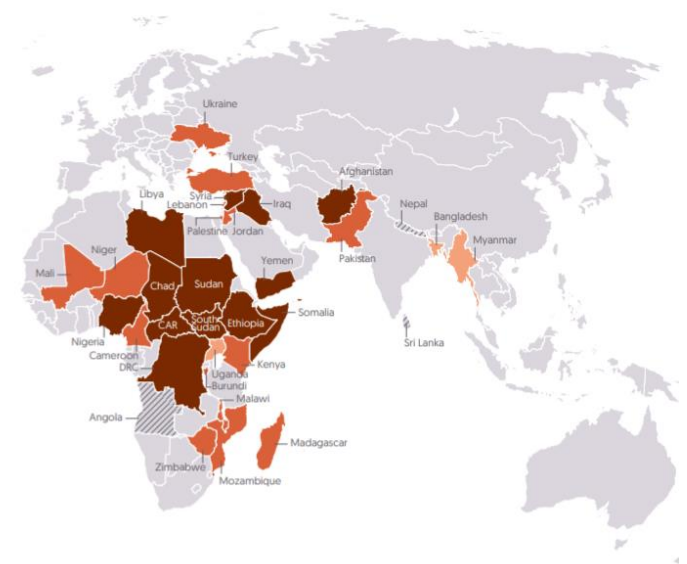 Ukraine
Turkey
Afghanistan
Syria
Libya
Lebanon
Iraq
Nepal
Bangladesh
Palestine
Jordan
Niger
Myanmar
Yemen
Pakistan
Mali
Chad
Sudan
Somalia
CAR
South
Sudan
Ethiopia
Nigeria
Sri Lanka
Cameroon
Kenya
DRC
Uganda
Burundi
Malawi
Angola
Madagascar
Zimbabwe
Mozambique